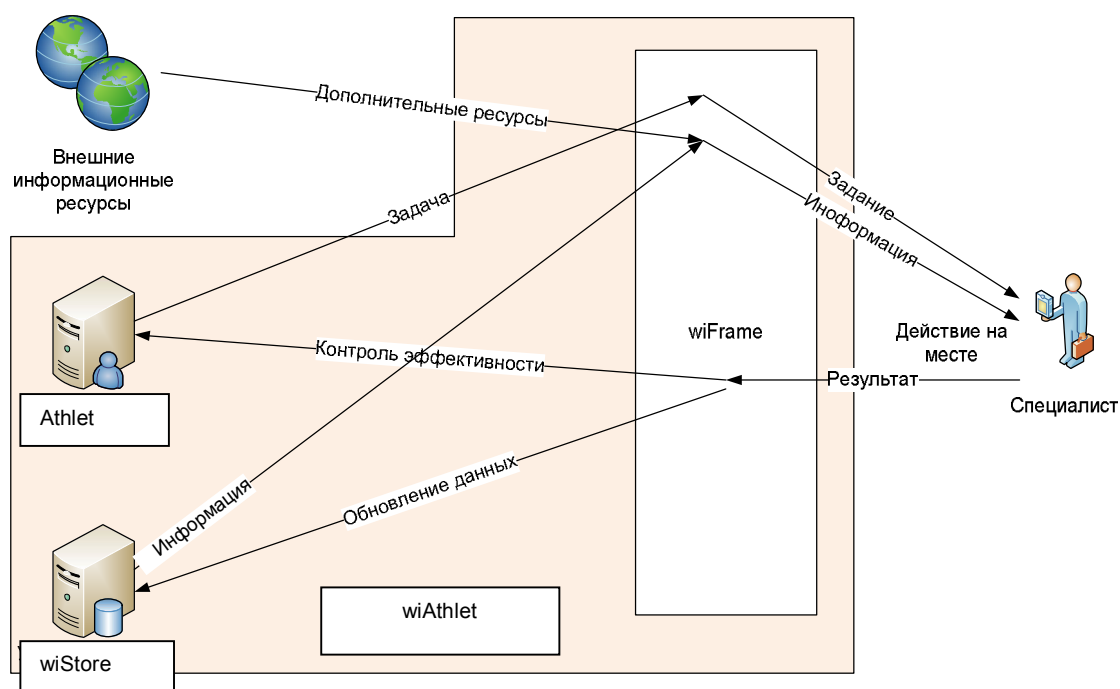 Внешние
информационные
ресурсы
Дополнительные ресурсы
Задача
Задание
Иноформация
wiFrame
Контроль эффективности
Действие на
месте
Результат
Специалист
Athlet
Информация
Обновление данных
wiAthlet
wiStore